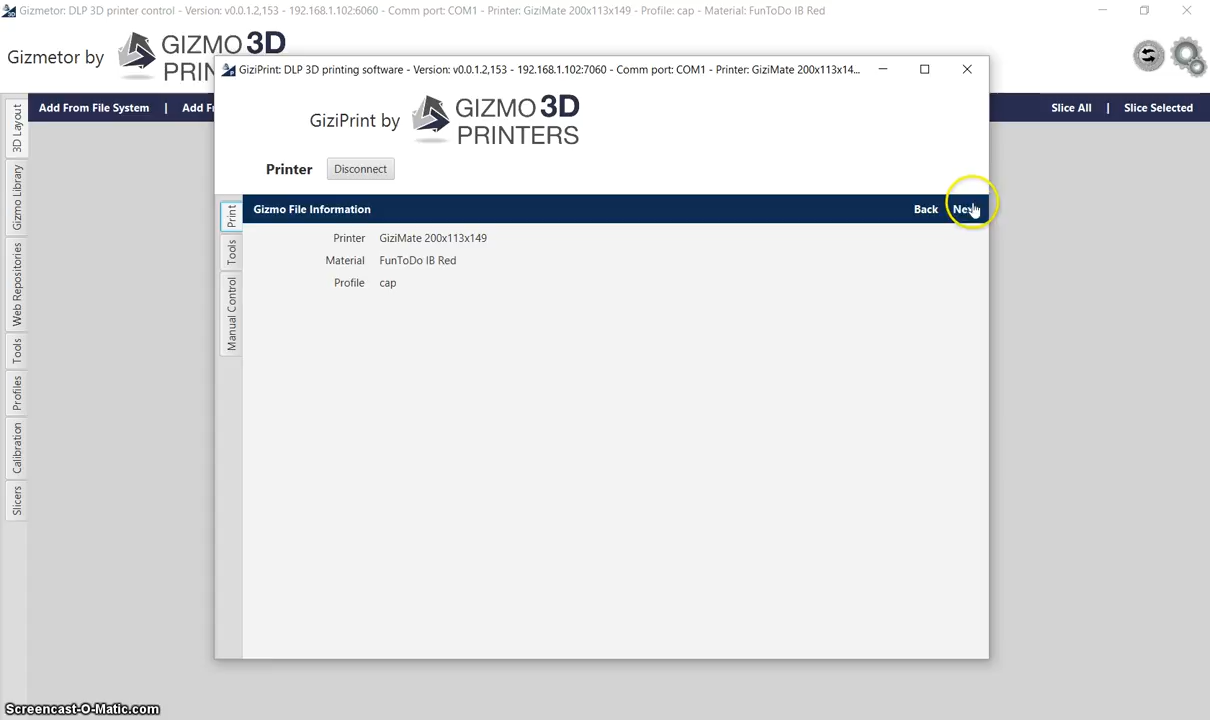 Gizmetor: DLP 3D printer control - Version: v0.0.1.2,153 - 192.168.1.102:6060 - Comm port: COM1 - Printer: GiziMate 200x113x149 - Profile: cap - Material: FunToDo IB Red
Gizmetor by
GIZMO 3D
PRIN
Add From File System | Add Fr
Slice All | Slice Selected
3D Layout
Gizmo Library
Web Repositories
Tools
Profiles
Calibration
Slicers
GiziPrint: DLP 3D printing software - Version: v0.0.1.2,153 - 192.168.1.102:7060 - Comm port: COM1 - Printer: GiziMate 200x113x14...
GiziPrint by
GIZMO 3D
PRINTERS
Printer Disconnect
Gizmo File Information
Back
Print
Tools
Manual Control
Printer GiziMate 200x113x149
Material FunToDo IB Red
Profile cap
Screencast-O-Matic.com